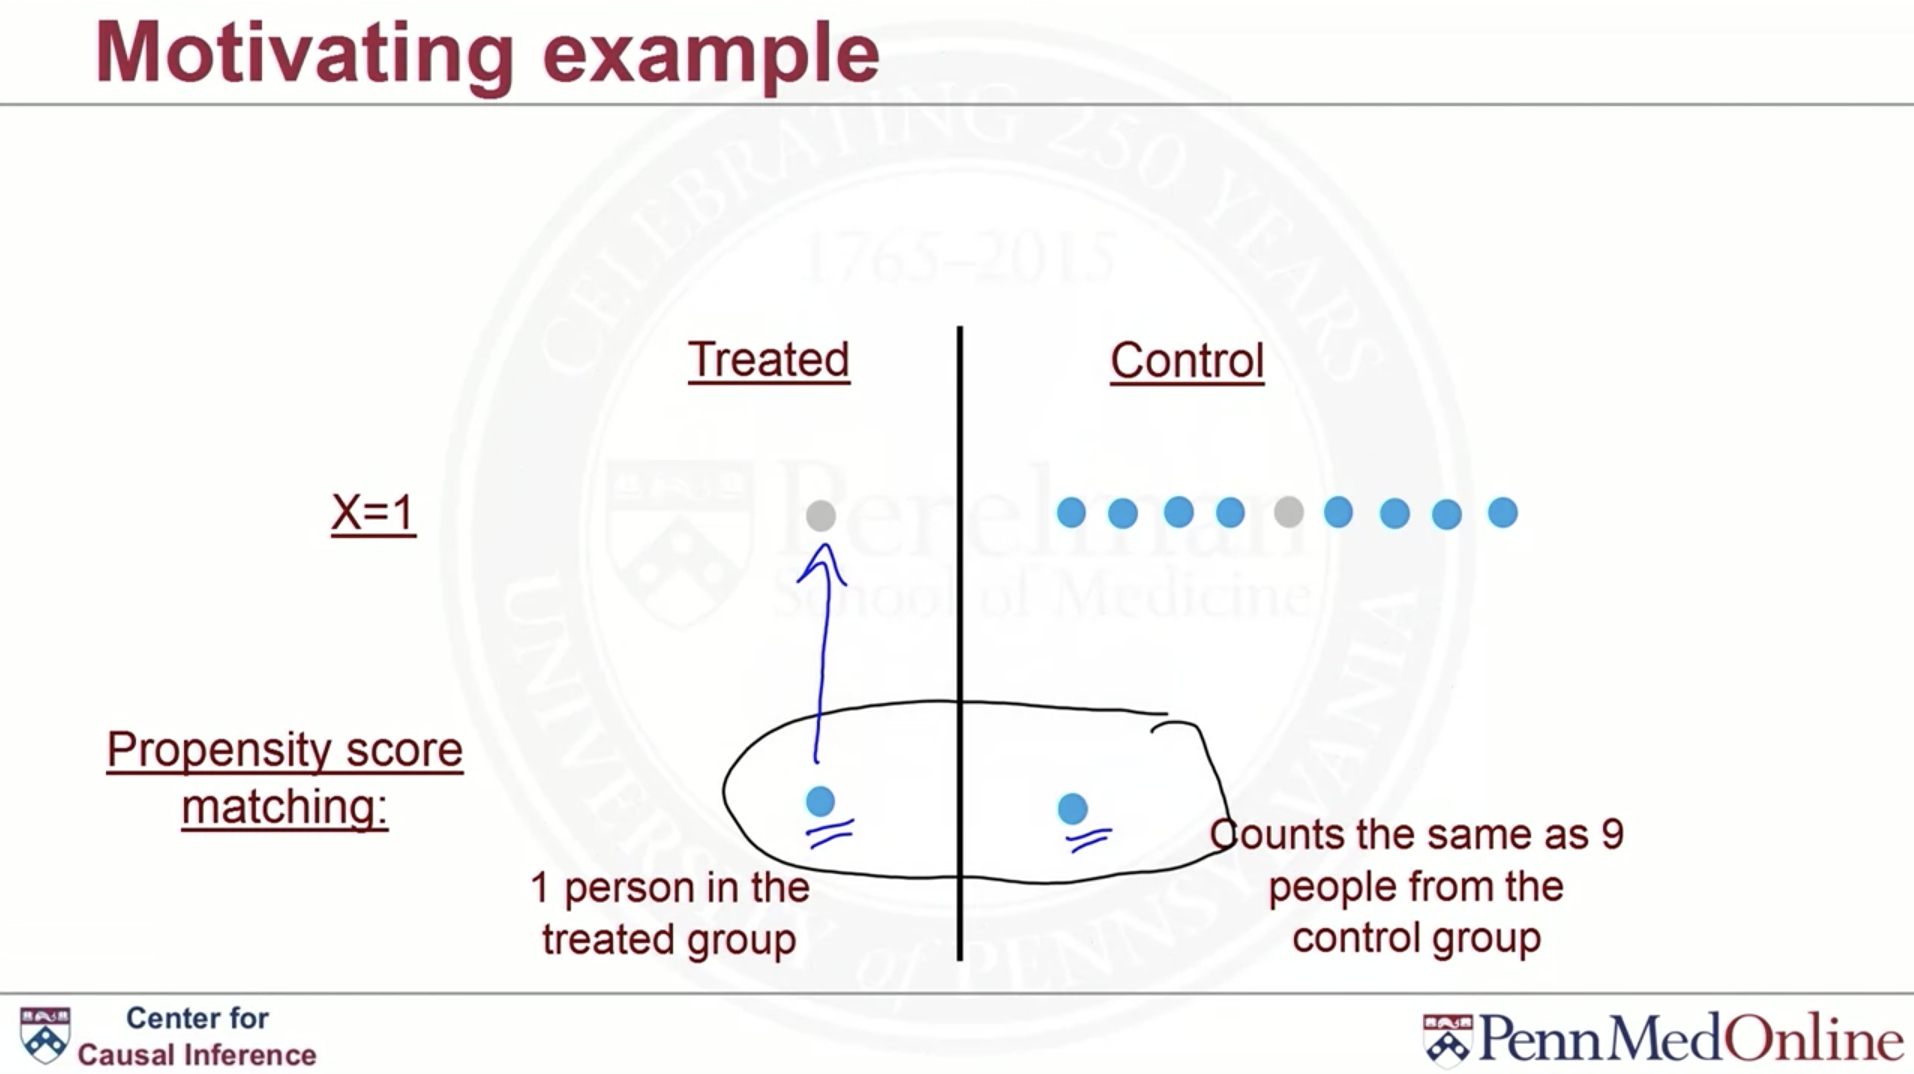 Motivating example
CELEBRATING 250 YEARS
1765–2015
Treated
Control
X=1
Perelman
School of Medicine
UNIVERSITY of PENNSYLVANIA
Propensity score
matching:
1 person in the
treated group
Counts the same as 9
people from the
control group
Center for
Causal Inference
PennMedOnline